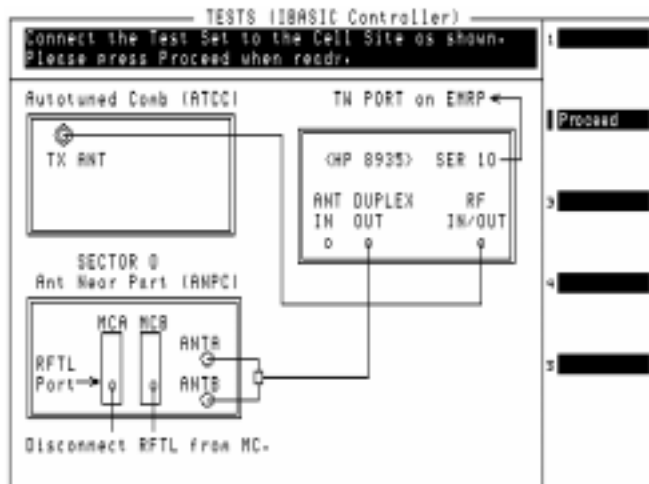 TESTS (IBASIC Controller)
Connect the Test Set to the Cell Site as shown.
Please press Proceed when ready.
Autotuned Comb (ATCC)
TW PORT on EMRP
TX ANT
(HP 8935) SER 10
ANT DUPLEX RF
IN OUT IN/OUT
SECTOR 0
Ant Near Part (ANPC)
MCA MCB
ANTA
RFTL
Port
ANTB
Disconnect RFTL from MC.
1
Proceed
3
4
5